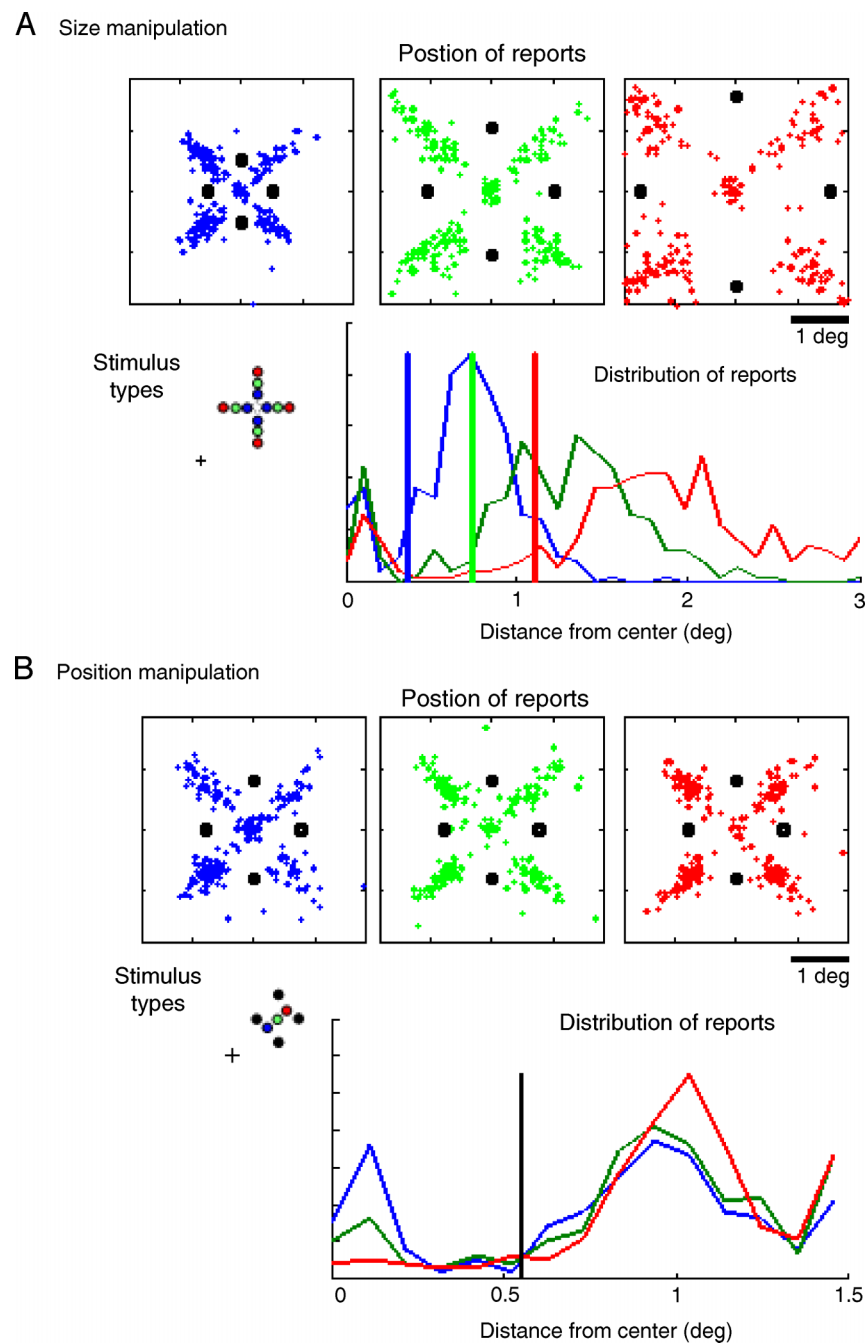 A Size manipulation
Postion of reports
1 deg
Stimulus
types
Distribution of reports
0 1 2 3
Distance from center (deg)
B Position manipulation
Postion of reports
1 deg
Stimulus
types
Distribution of reports
0 0.5 1 1.5
Distance from center (deg)